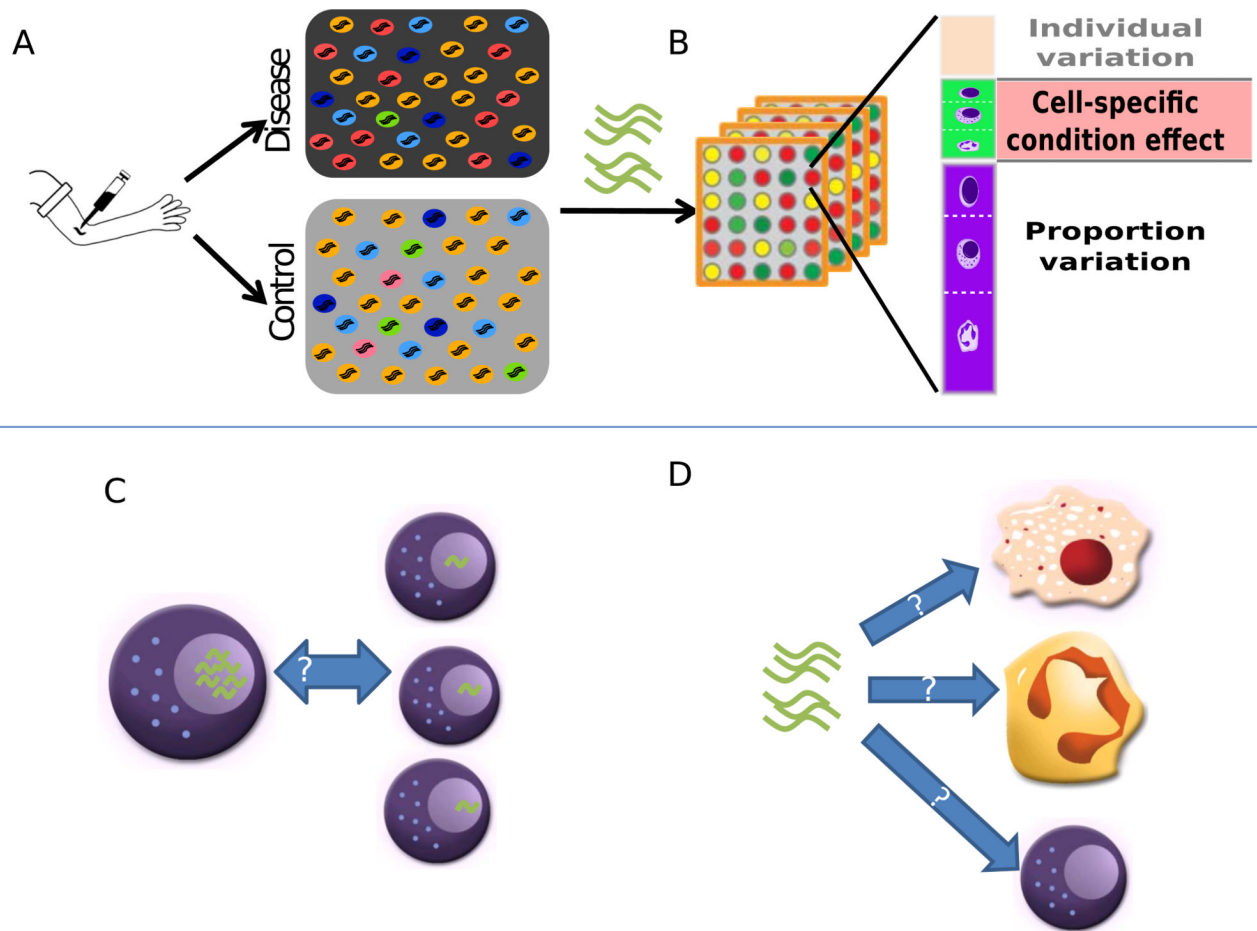 A
Disease
Control
B
Individual
variation
Cell-specific
condition effect
Proportion
variation
C
?
D
?
?
?